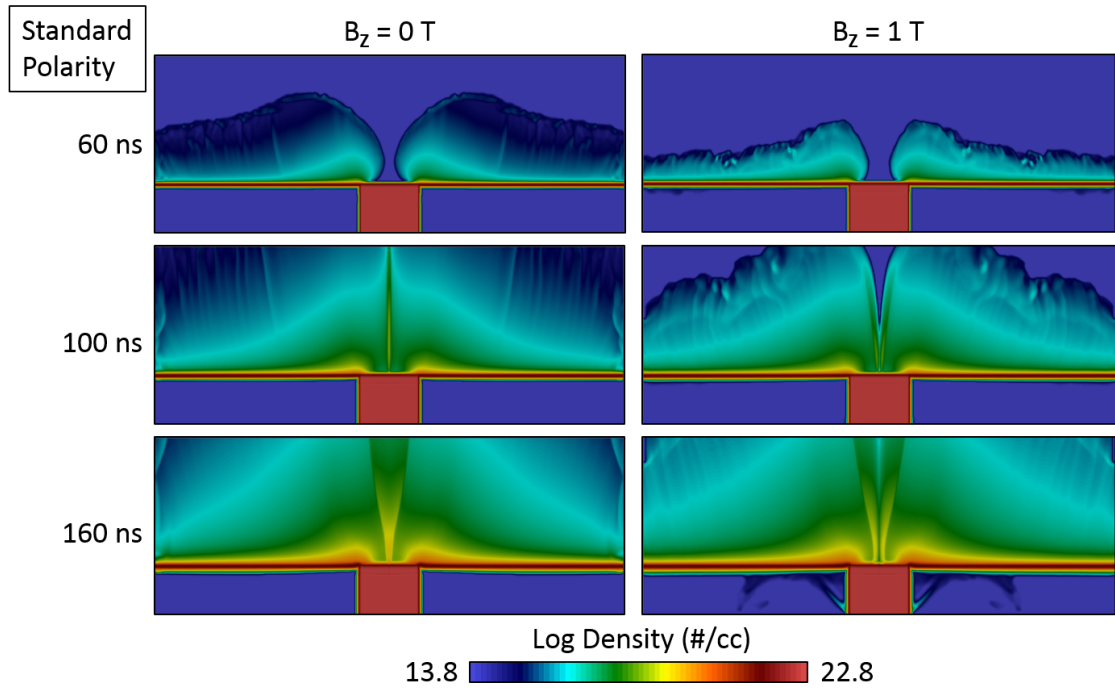 Standard
Polarity
B_z = 0 T
B_z = 1 T
60 ns
100 ns
160 ns
Log Density (#/cc)
13.8
22.8